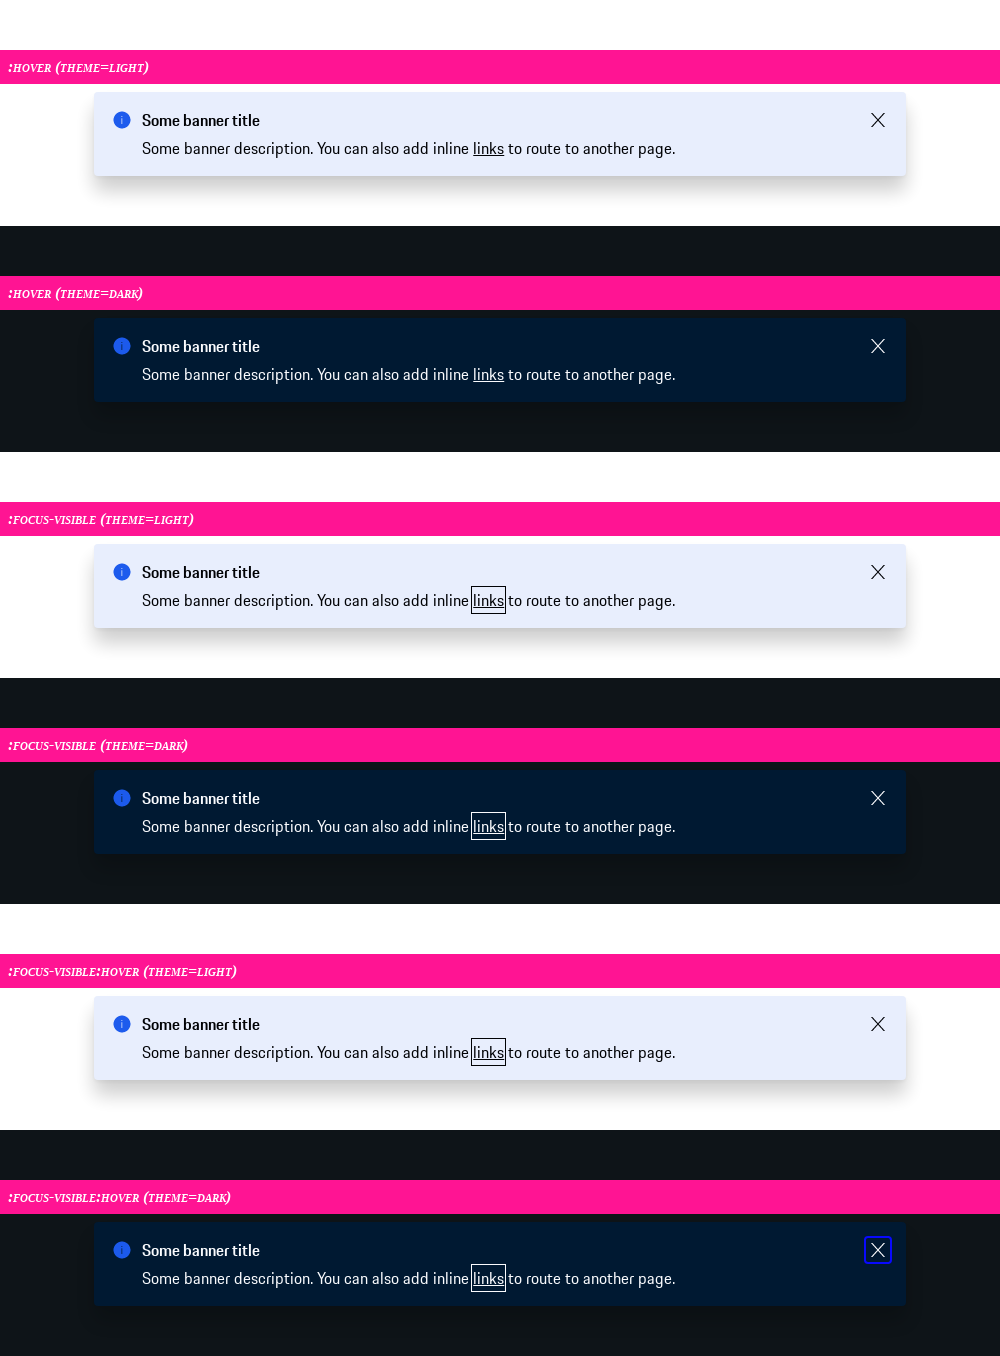 :HOVER (THEME=LIGHT)
Some banner title
Some banner description. You can also add inline links to route to another page.
:HOVER (THEME=DARK)
Some banner title
Some banner description. You can also add inline links to route to another page.
:FOCUS-VISIBLE (THEME=LIGHT)
Some banner title
Some banner description. You can also add inline links to route to another page.
:FOCUS-VISIBLE (THEME=DARK)
Some banner title
Some banner description. You can also add inline links to route to another page.
:FOCUS-VISIBLE:HOVER (THEME=LIGHT)
Some banner title
Some banner description. You can also add inline links to route to another page.
:FOCUS-VISIBLE:HOVER (THEME=DARK)
Some banner title
Some banner description. You can also add inline links to route to another page.